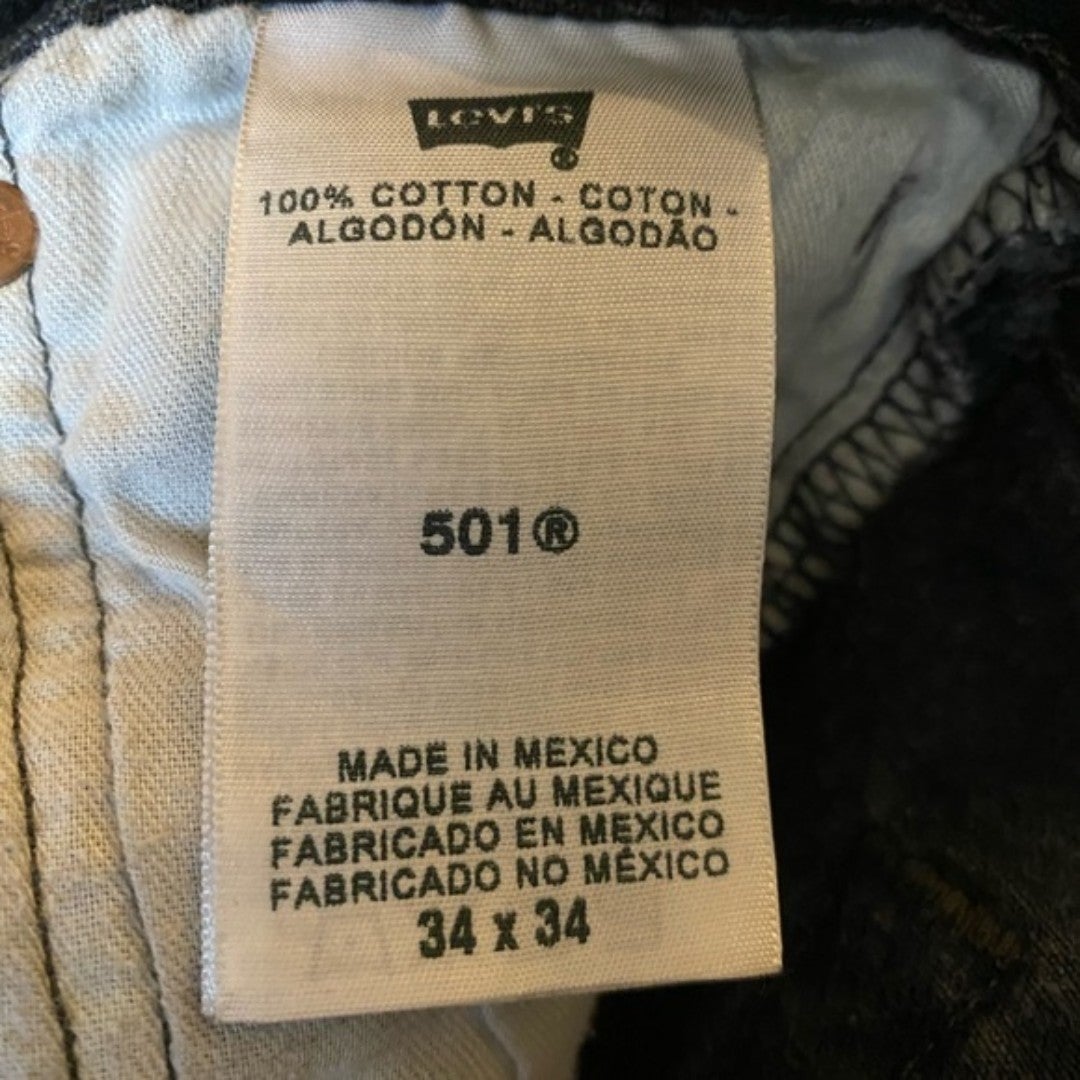 Levi's
100% COTTON - COTON -
ALGODÓN - ALGODÃO
501®
MADE IN MEXICO
FABRIQUE AU MEXIQUE
FABRICADO EN MEXICO
FABRICADO NO MÉXICO
34 x 34